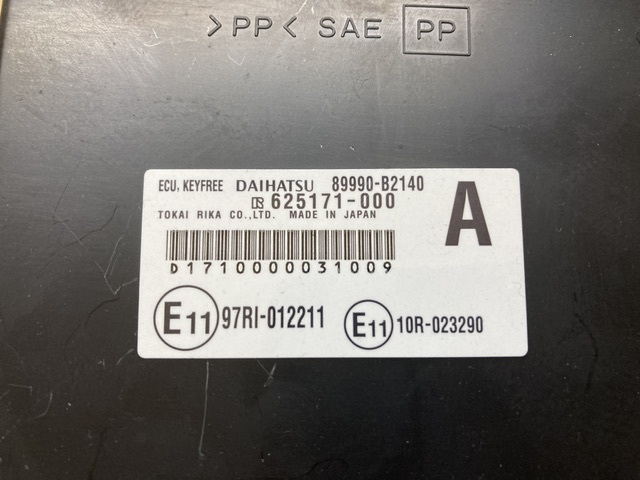 >PP< SAE PP
ECU, KEYFREE DAIHATSU 89990-B2140
625171-000
A
TOKAI RIKA CO.,LTD. MADE IN JAPAN
D1710000031009
E11 97RI-012211
E11 10R-023290